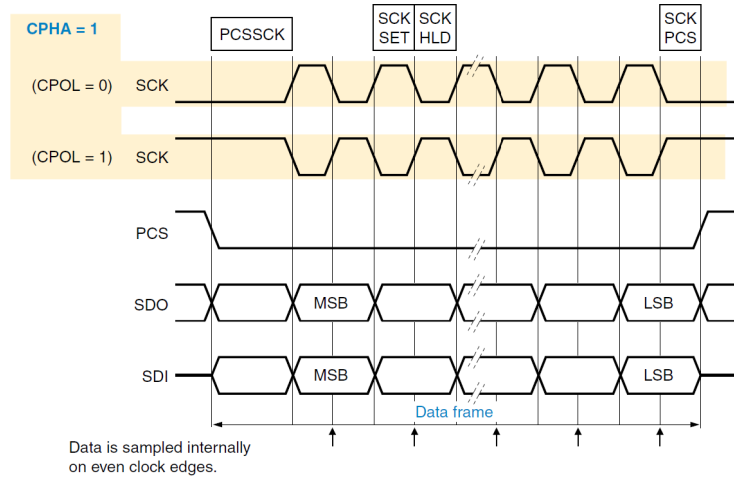 CPHA = 1
PCSSCK
SCK
SET
SCK
HLD
SCK
PCS
(CPOL = 0)
SCK
(CPOL = 1)
SCK
PCS
SDO
MSB
LSB
SDI
MSB
LSB
Data frame
Data is sampled internally
on even clock edges.